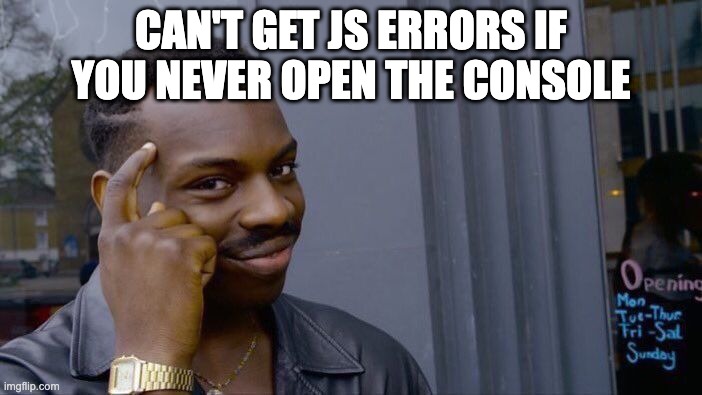 CAN'T GET JS ERRORS IF
YOU NEVER OPEN THE CONSOLE
Opening
Mon
Tue-Thur
Fri-Sat
Sunday
imgflip.com